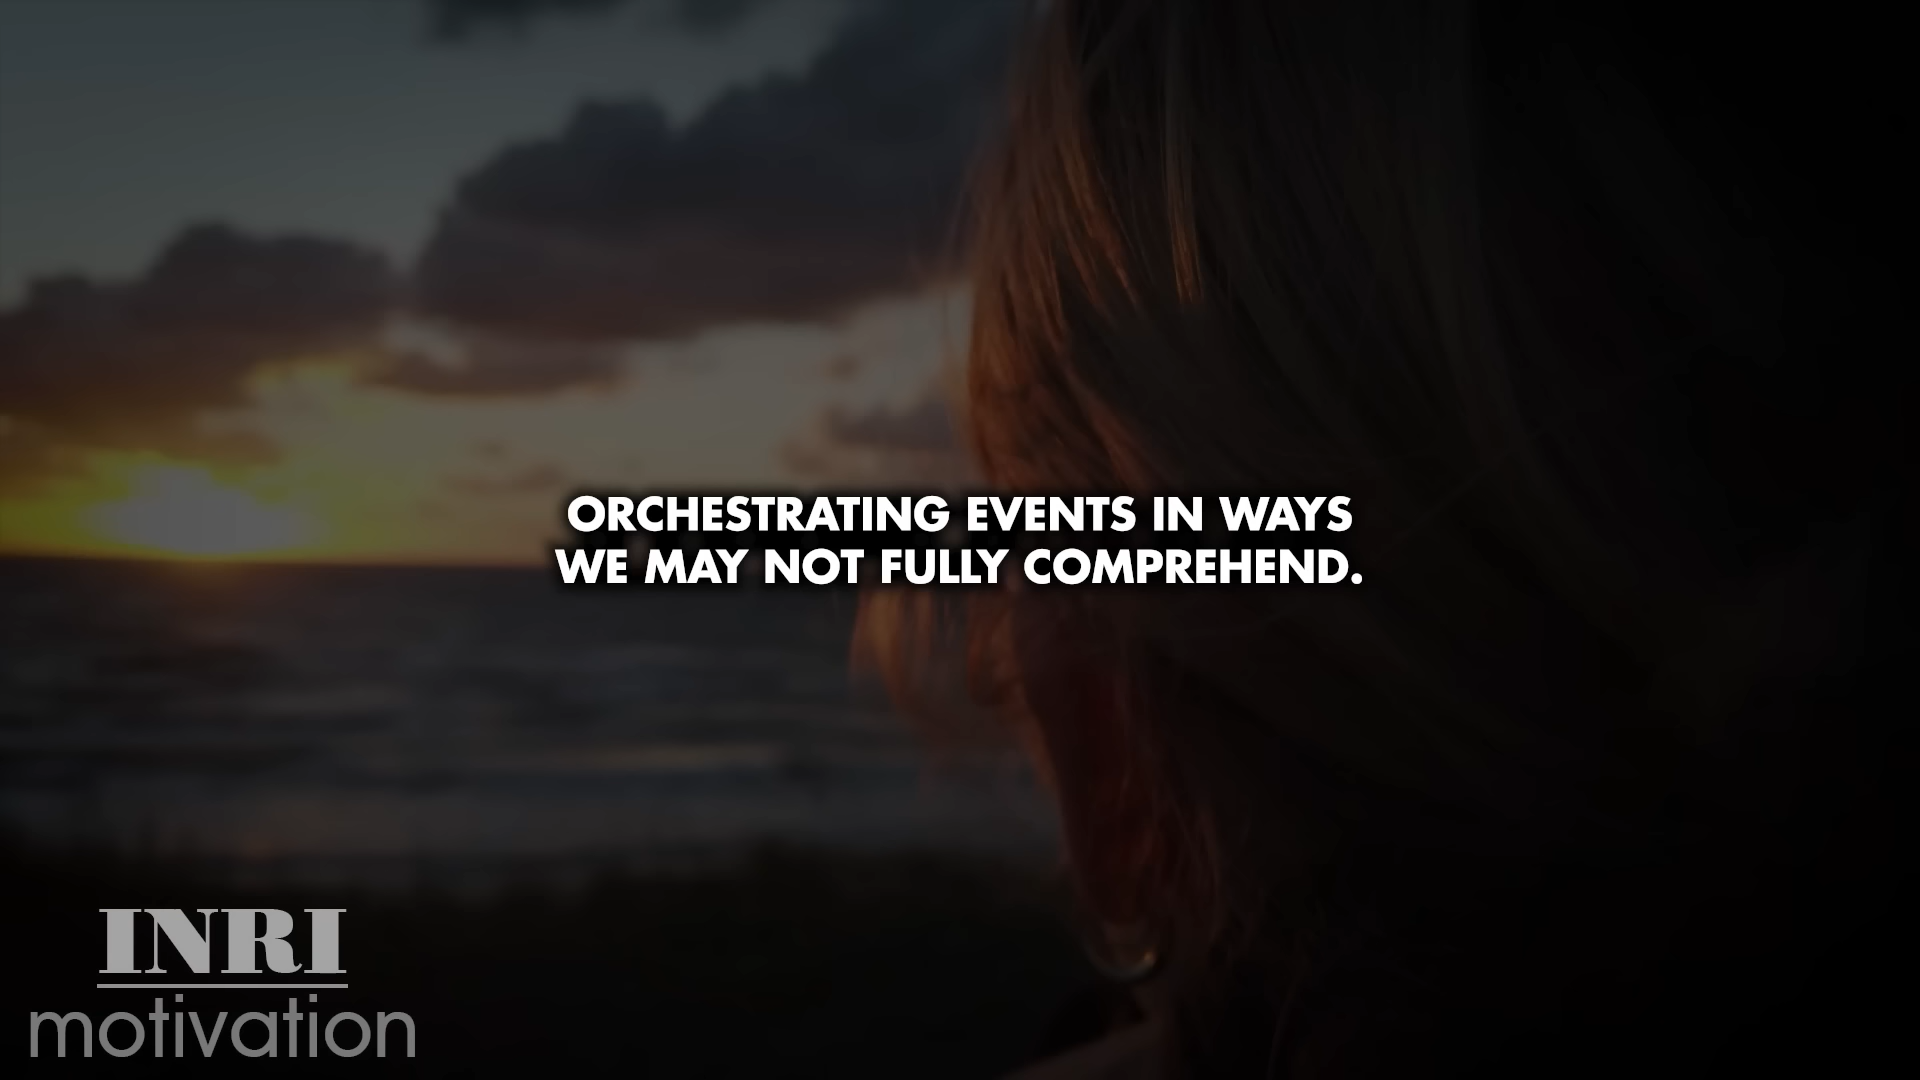 ORCHESTRATING EVENTS IN WAYS
WE MAY NOT FULLY COMPREHEND.
INRI
motivation